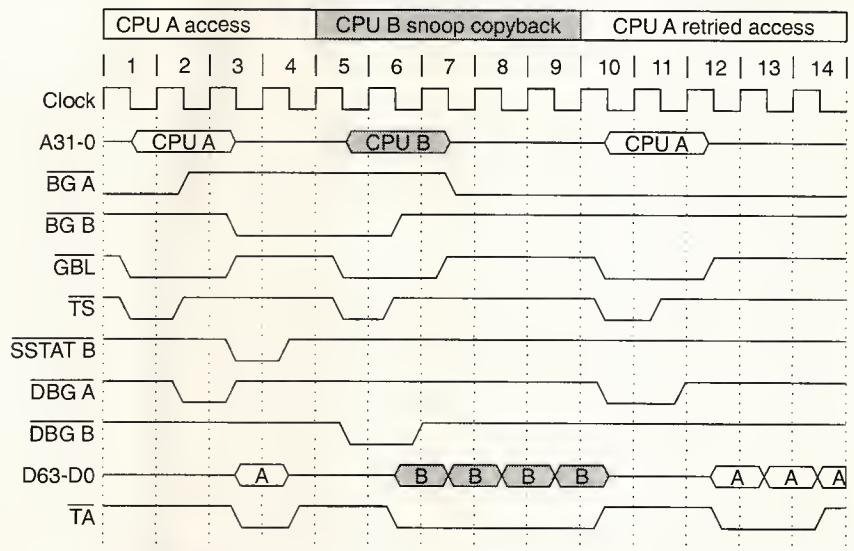 CPU A access CPU B snoop copyback CPU A retried access
1 2 3 4 5 6 7 8 9 10 11 12 13 14
Clock
A31-0 CPU A CPU B CPU A
BG A
BG B
GBL
TS
SSTAT B
DBG A
DBG B
D63-D0 A B B B B A A A
TA